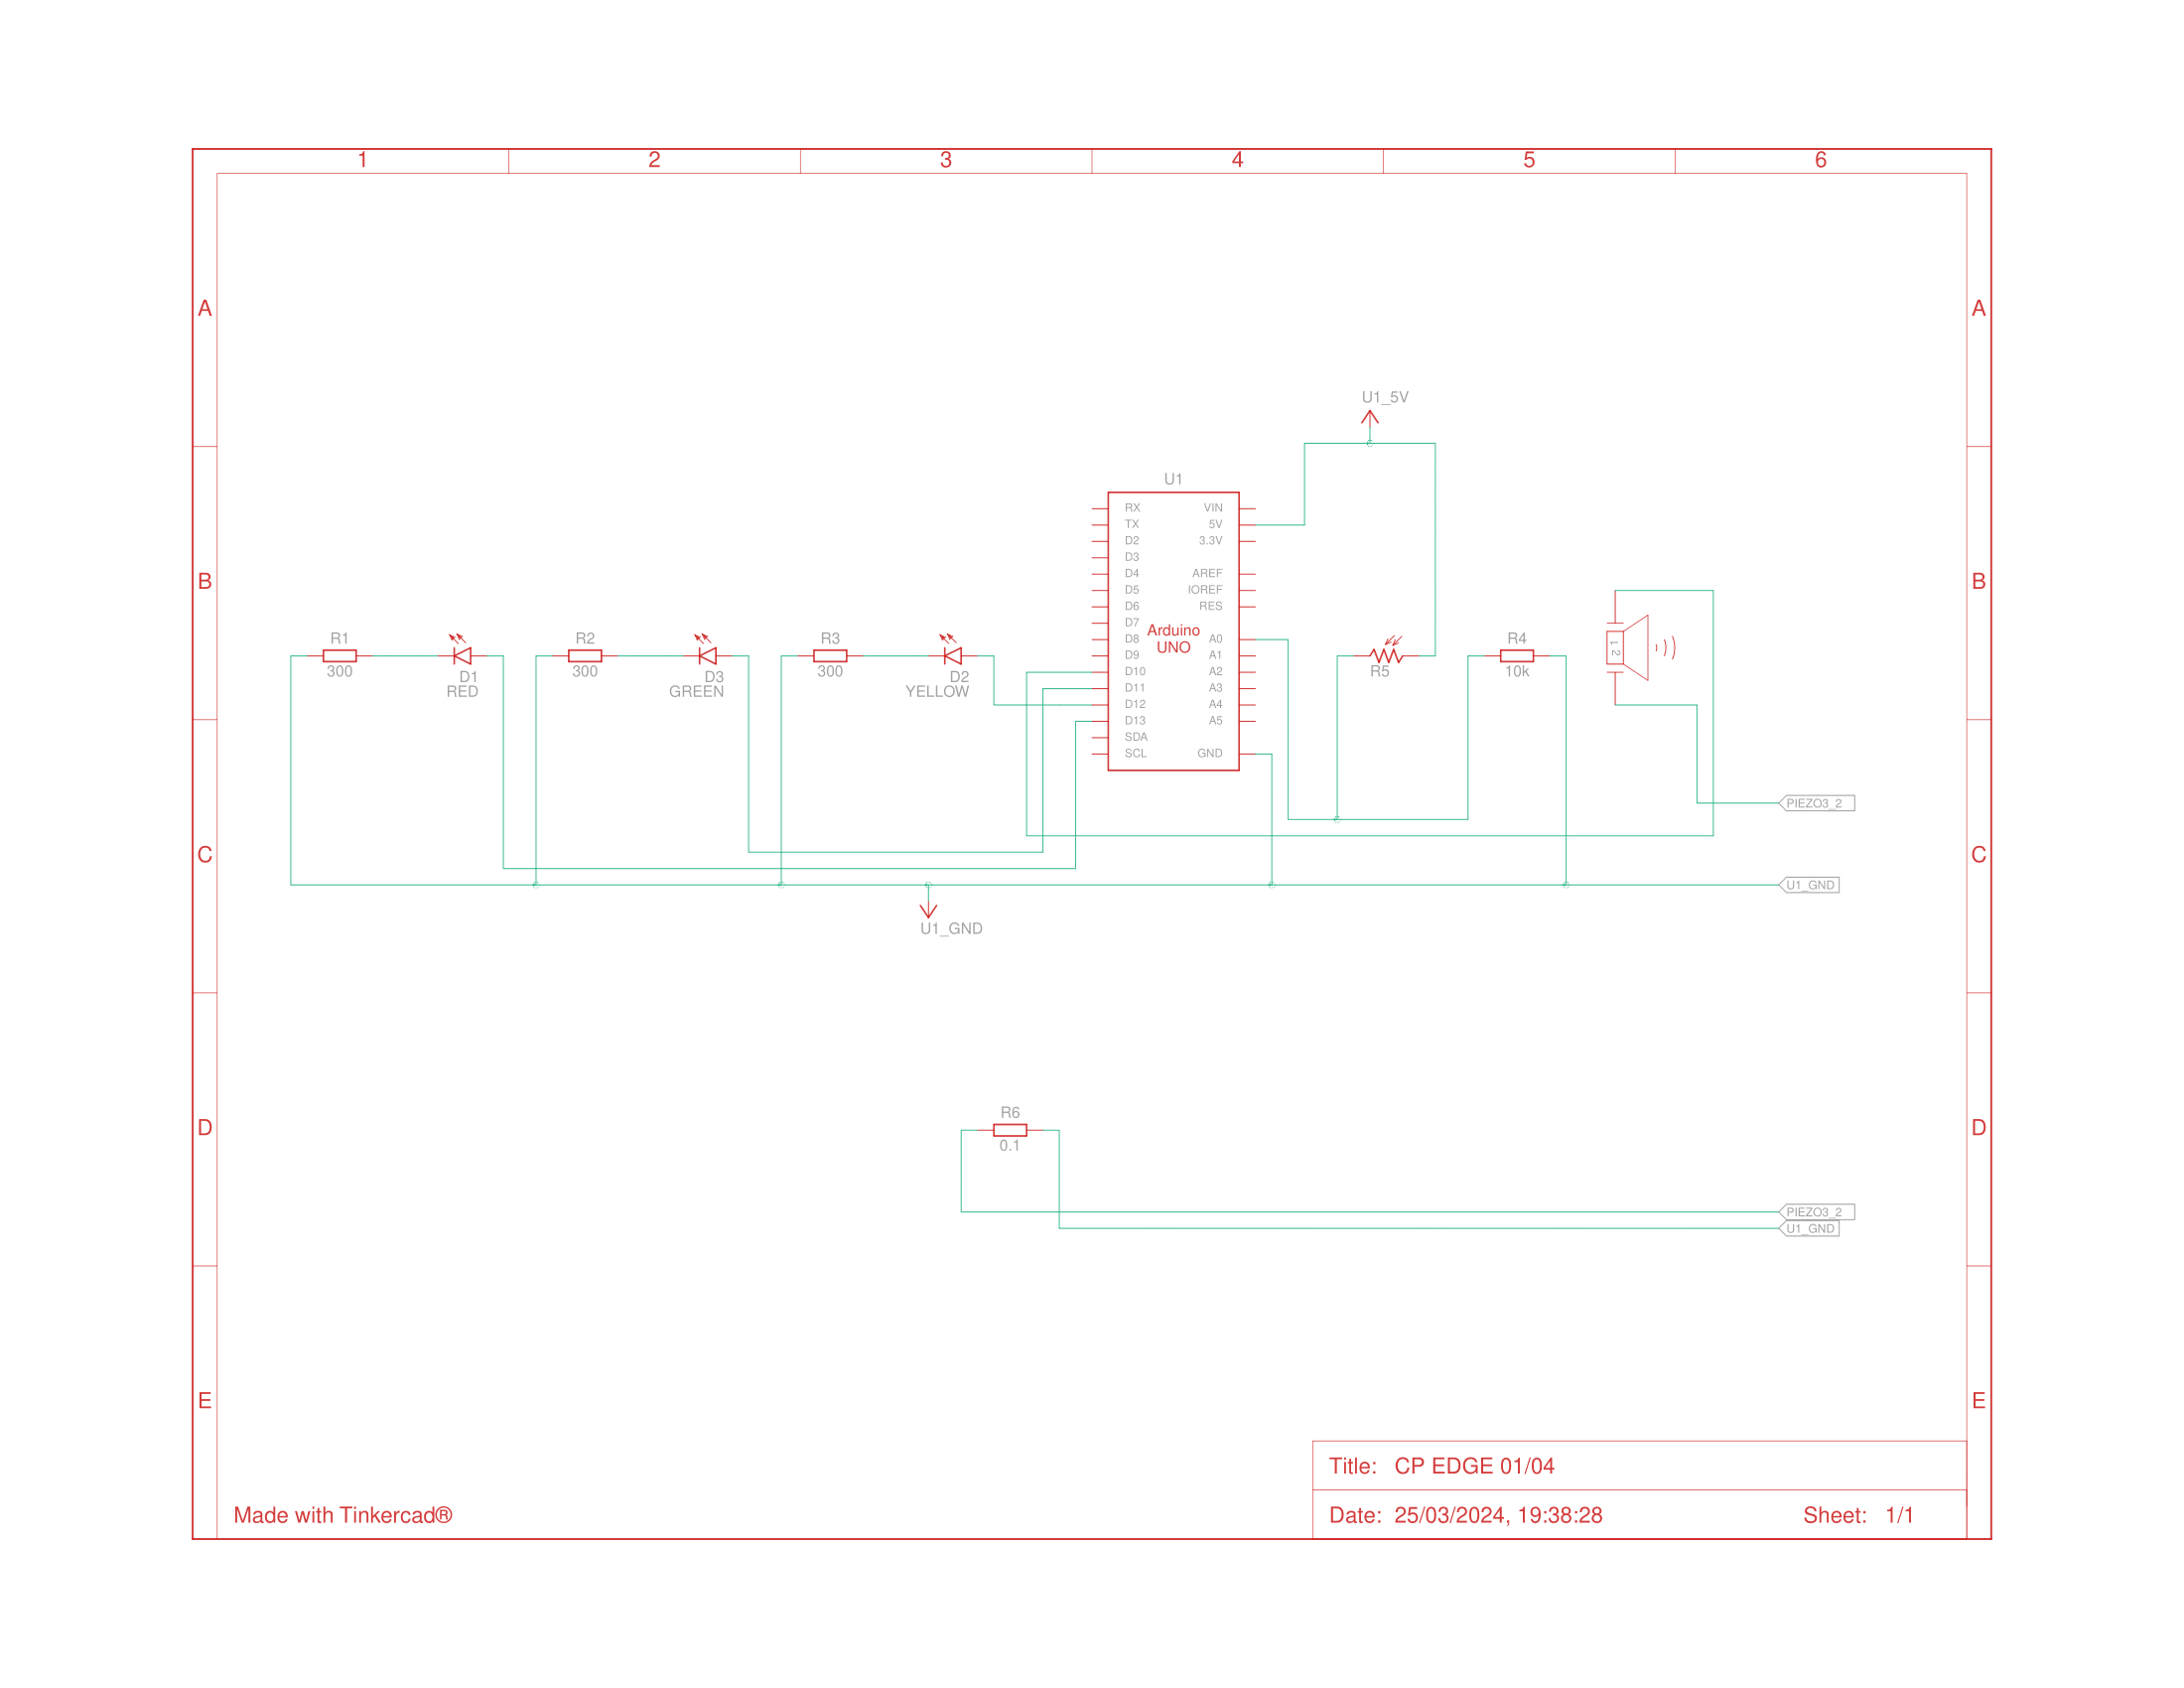 1 2 3 4 5 6
A A
U1_5V
U1
RX VIN
TX 5V
D2 3.3V
D3
D4 AREF
B D5 IOREF B
D6 RES
D7
Arduino
UNO
D8 A0
D9 A1
D10 A2
D11 A3
D12 A4
D13 A5
SDA
SCL GND
R1
300
D1
RED
R2
300
D3
GREEN
R3
300
D2
YELLOW
R5
R4
10k
1 2
PIEZO3_2
C C
U1_GND
U1_GND
R6
D D
0.1
PIEZO3_2
U1_GND
E E
Title: CP EDGE 01/04
Made with Tinkercad®
Date: 25/03/2024, 19:38:28 Sheet: 1/1